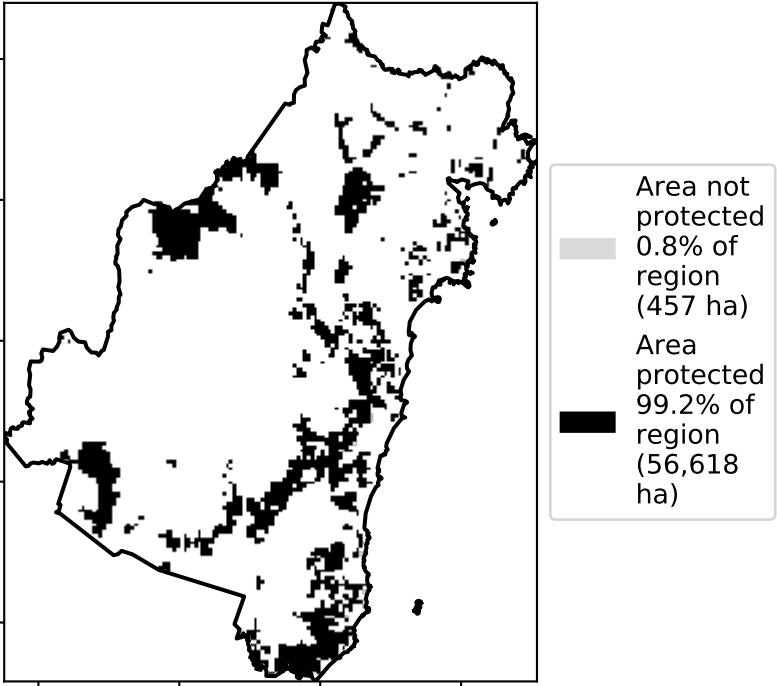 Area not
protected
0.8% of
region
(457 ha)
Area
protected
99.2% of
region
(56,618
ha)